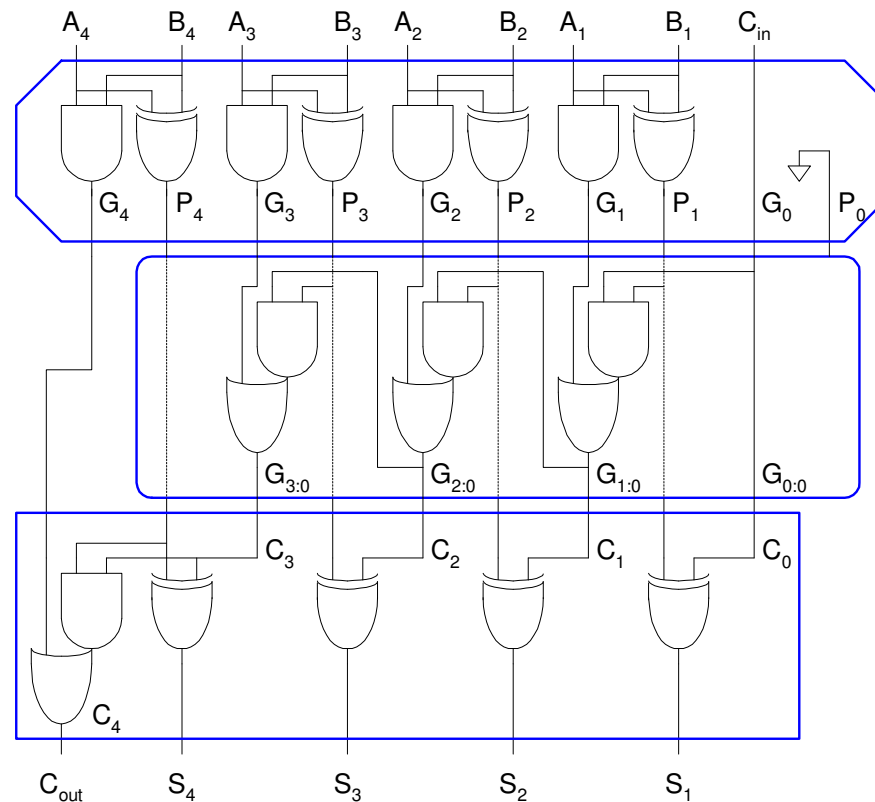 A4 B4 A3 B3 A2 B2 A1 B1 Cin
G4 P4 G3 P3 G2 P2 G1 P1 G0 P0
G3:0 G2:0 G1:0 G0:0
C3 C2 C1 C0
C4
Cout S4 S3 S2 S1